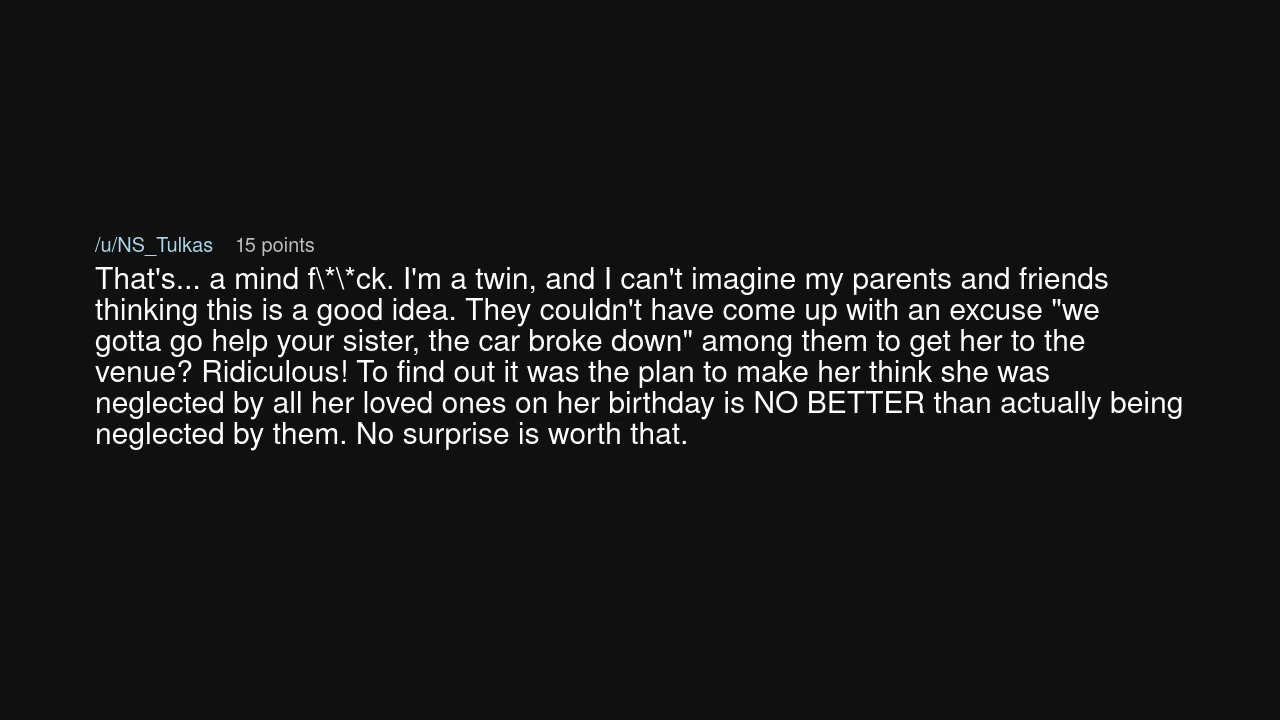 /u/NS_Tulkas 15 points
That's... a mind f\*\*ck. I'm a twin, and I can't imagine my parents and friends
thinking this is a good idea. They couldn't have come up with an excuse "we
gotta go help your sister, the car broke down" among them to get her to the
venue? Ridiculous! To find out it was the plan to make her think she was
neglected by all her loved ones on her birthday is NO BETTER than actually being
neglected by them. No surprise is worth that.